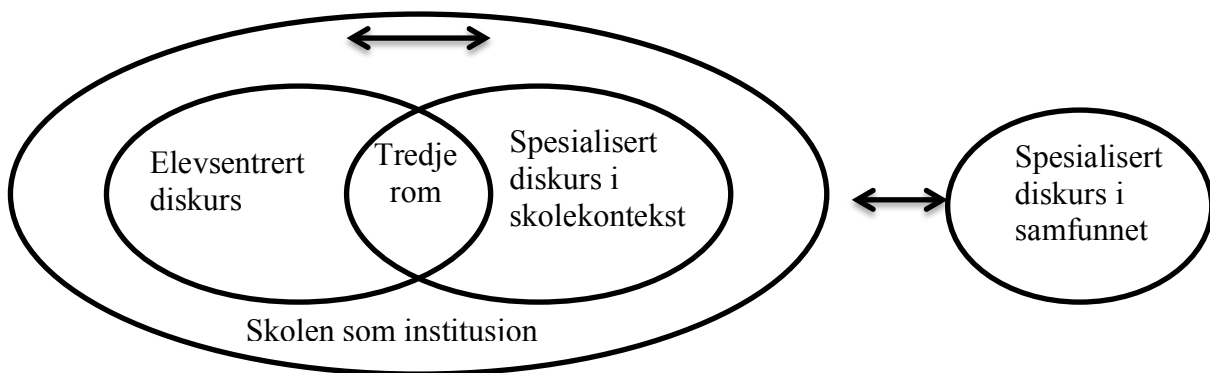 Elevsentrert
diskurs
Tredje
rom
Spesialisert
diskurs i
skolekontekst
Skolen som institusjon
Spesialisert
diskurs i
samfunnet